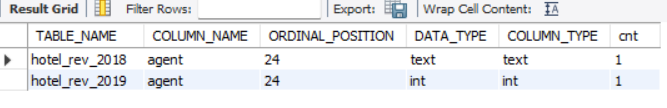 Result Grid Filter Rows: Export: Wrap Cell Content: IA
TABLE_NAME COLUMN_NAME ORDINAL_POSITION DATA_TYPE COLUMN_TYPE cnt
hotel_rev_2018 agent 24 text text 1
hotel_rev_2019 agent 24 int int 1